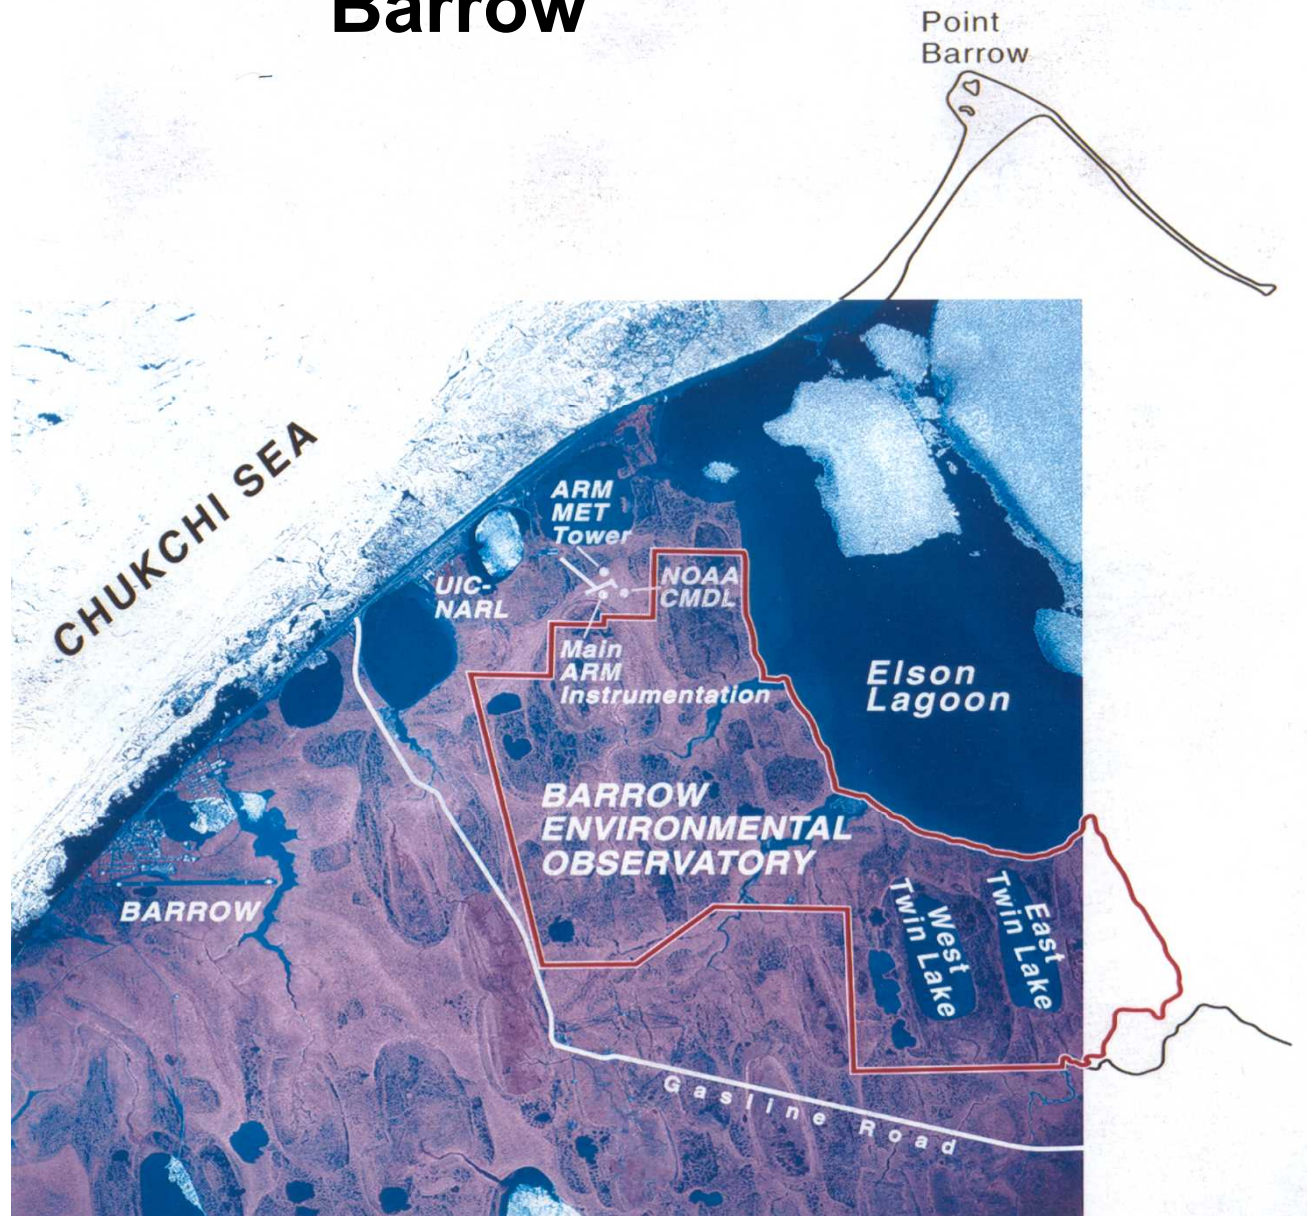 Barrow
Point
Barrow
CHUKCHI SEA
ARM
MET
Tower
UIC-
NARL
NOAA
CMDL
Main
ARM
Instrumentation
Elson
Lagoon
BARROW
ENVIRONMENTAL
OBSERVATORY
BARROW
West
Twin Lake
East
Twin Lake
Gasline Road